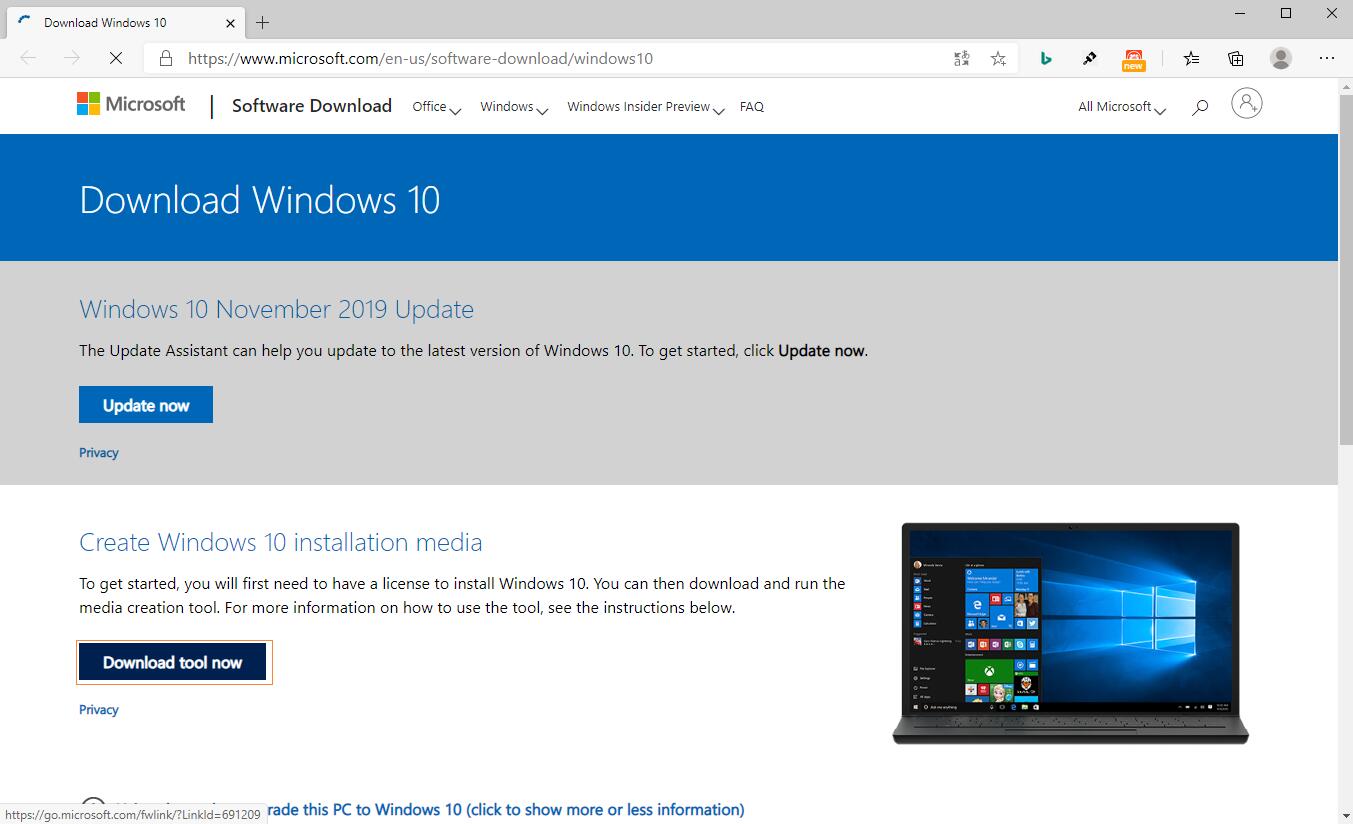 Download Windows 10
https://www.microsoft.com/en-us/software-download/windows10
new
Microsoft
Software Download
Office
Windows
Windows Insider Preview
FAQ
All Microsoft
Download Windows 10
Windows 10 November 2019 Update
The Update Assistant can help you update to the latest version of Windows 10. To get started, click Update now.
Update now
Privacy
Create Windows 10 installation media
To get started, you will first need to have a license to install Windows 10. You can then download and run the
media creation tool. For more information on how to use the tool, see the instructions below.
Download tool now
Privacy
rade this PC to Windows 10 (click to show more or less information)
https://go.microsoft.com/fwlink/?LinkId=691209